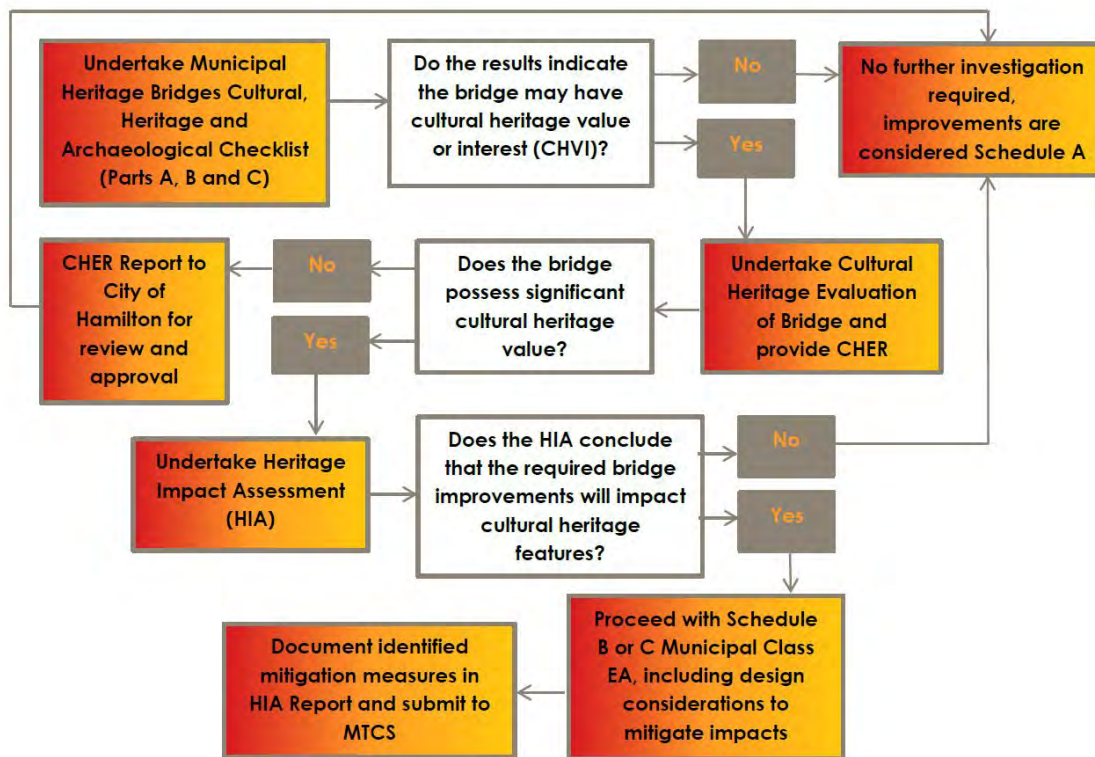 Undertake Municipal
Heritage Bridges Cultural,
Heritage and
Archaeological Checklist
(Parts A, B and C)
Do the results indicate
the bridge may have
cultural heritage value
or interest (CHVI)?
No
Yes
No further investigation
required,
improvements are
considered Schedule A
CHER Report to
City of
Hamilton for
review and
approval
No
Yes
Does the bridge
possess significant
cultural heritage
value?
Undertake Cultural
Heritage Evaluation
of Bridge and
provide CHER
Undertake Heritage
Impact Assessment
(HIA)
Does the HIA conclude
that the required bridge
improvements will impact
cultural heritage
features?
No
Yes
Document identified
mitigation measures in
HIA Report and submit to
MTCS
Proceed with Schedule
B or C Municipal Class
EA, including design
considerations to
mitigate impacts